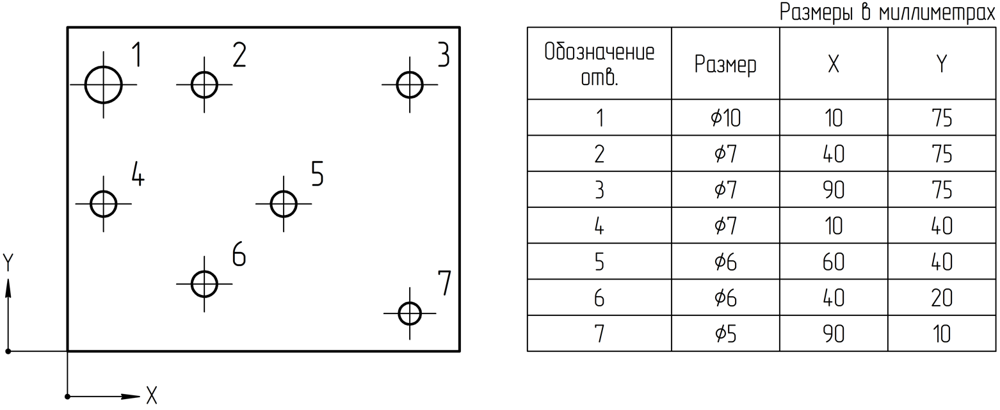 Размеры в миллиметрах
1 2 3
4 5
6
7
Y
X
Обозначение отв. Размер X Y
1 ϕ10 10 75
2 ϕ7 40 75
3 ϕ7 90 75
4 ϕ7 10 40
5 ϕ6 60 40
6 ϕ6 40 20
7 ϕ5 90 10